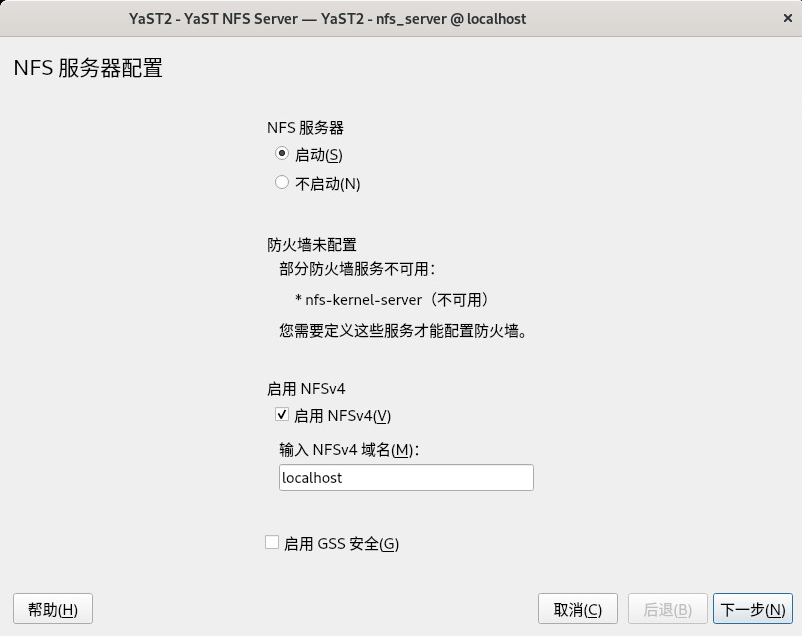 YaST2 - YaST NFS Server — YaST2 - nfs_server @ localhost
NFS 服务器配置
NFS 服务器
启动(S)
不启动(N)
防火墙未配置
部分防火墙服务不可用：
* nfs-kernel-server（不可用）
您需要定义这些服务才能配置防火墙。
启用 NFSv4
启用 NFSv4(V)
输入 NFSv4 域名(M)：
localhost
启用 GSS 安全(G)
帮助(H) 取消(C) 后退(B) 下一步(N)